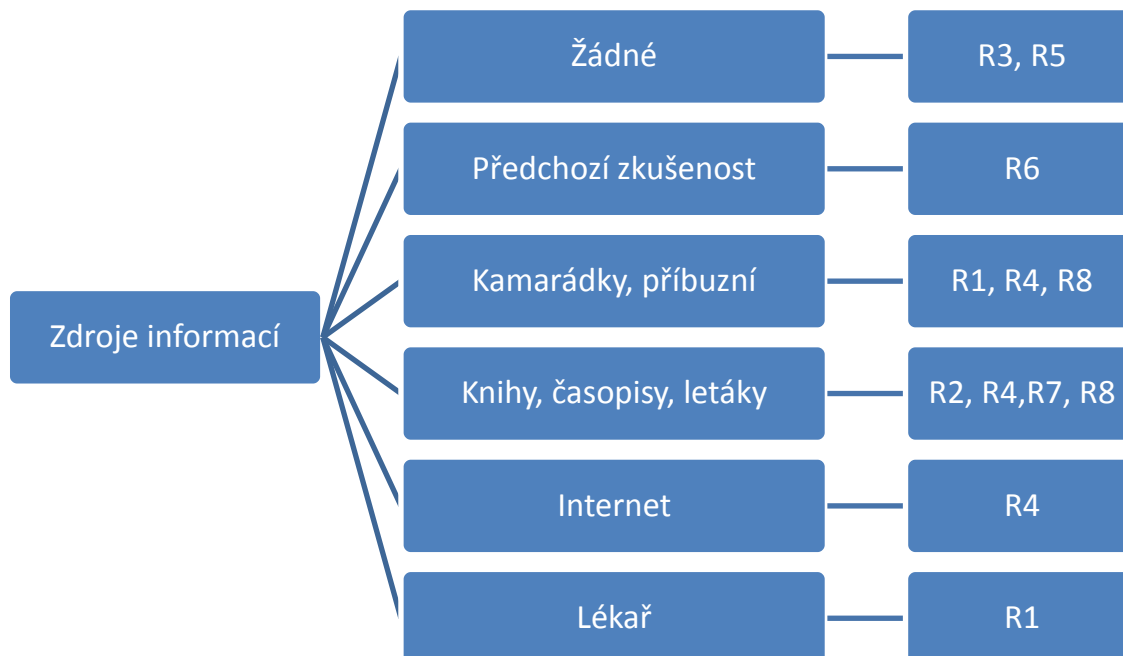 Žádné
R3, R5
Předchozí zkušenost
R6
Kamarádky, příbuzní
R1, R4, R8
Zdroje informací
Knihy, časopisy, letáky
R2, R4,R7, R8
Internet
R4
Lékař
R1